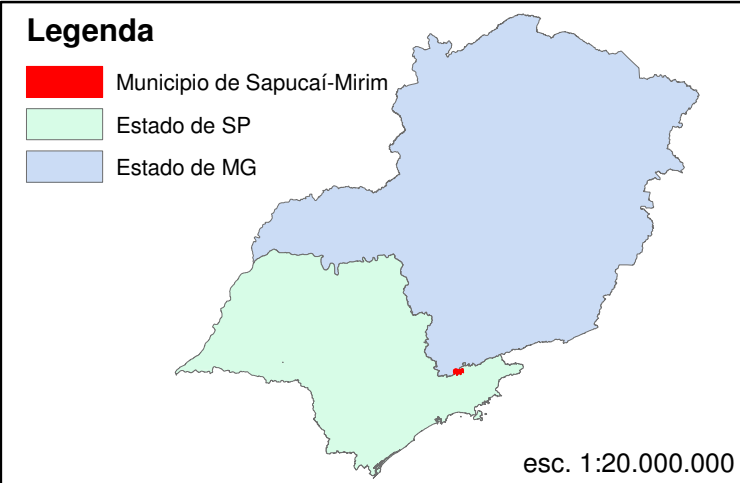 Legenda
Municipio de Sapucaí-Mirim
Estado de SP
Estado de MG
esc. 1:20.000.000